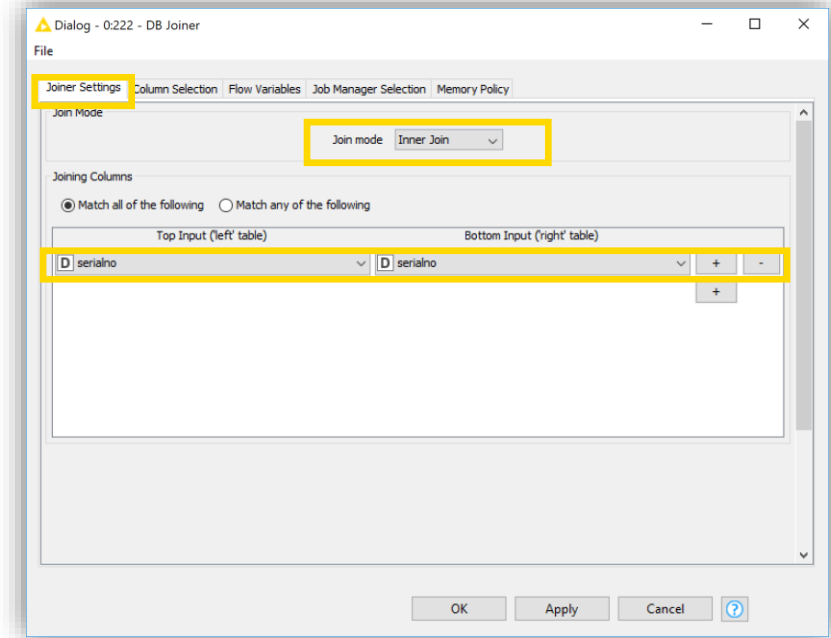 Dialog - 0:222 - DB Joiner
File
Joiner Settings Column Selection Flow Variables Job Manager Selection Memory Policy
Join Mode
Join mode Inner Join
Joining Columns
Match all of the following Match any of the following
Top Input ('left' table) Bottom Input ('right' table)
D serialno D serialno + -
+
OK Apply Cancel ?